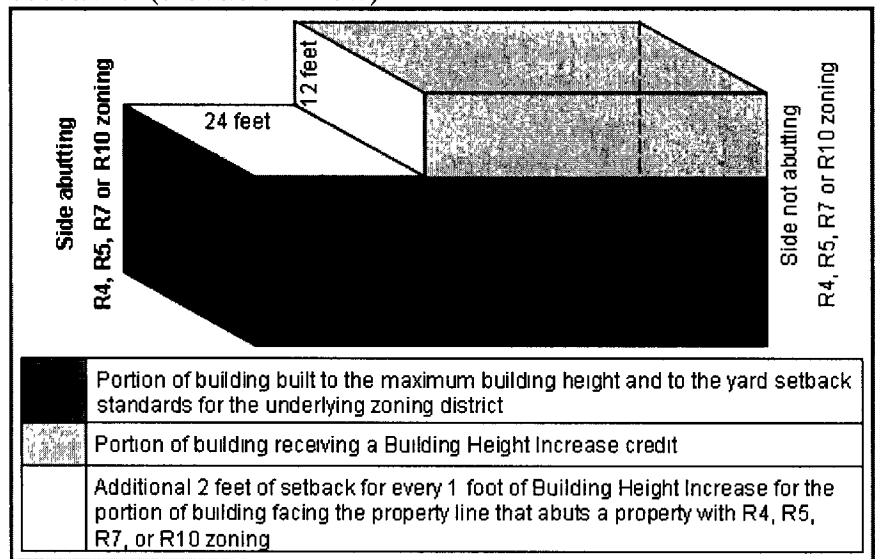 12 feet
24 feet
Side abutting
R4, R5, R7 or R10 zoning
Side not abutting
R4, R5, R7 or R10 zoning
Portion of building built to the maximum building height and to the yard setback
standards for the underlying zoning district
Portion of building receiving a Building Height Increase credit
Additional 2 feet of setback for every 1 foot of Building Height Increase for the
portion of building facing the property line that abuts a property with R4, R5,
R7, or R10 zoning